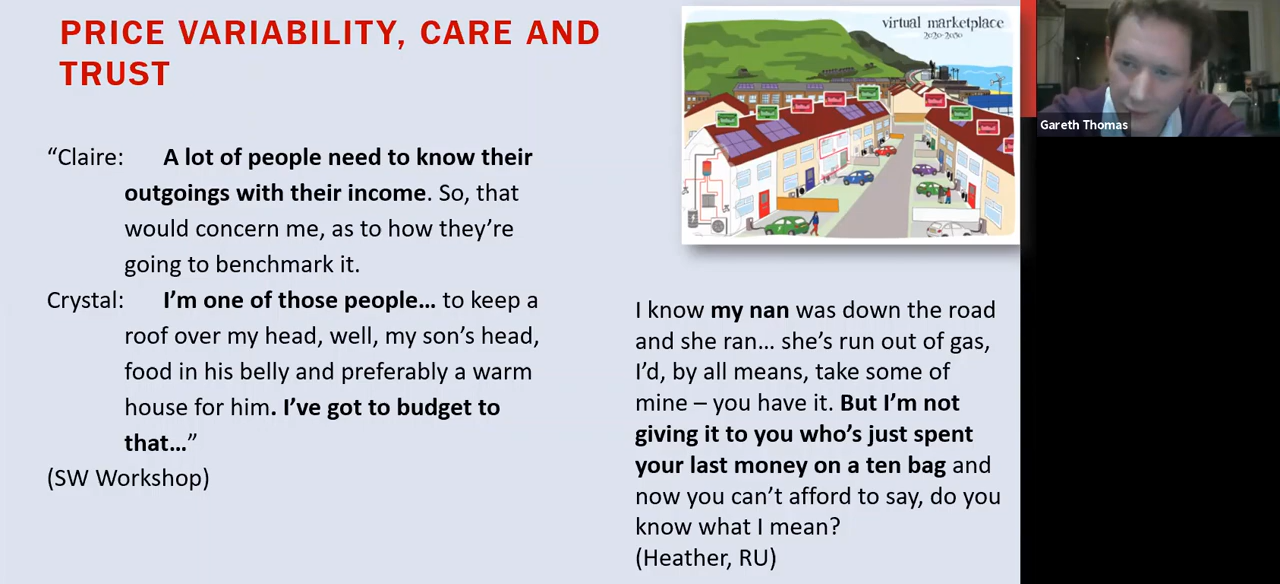 PRICE VARIABILITY, CARE AND
TRUST
“Claire: A lot of people need to know their
outgoings with their income. So, that
would concern me, as to how they’re
going to benchmark it.
Crystal: I’m one of those people… to keep a
roof over my head, well, my son’s head,
food in his belly and preferably a warm
house for him. I’ve got to budget to
that…”
(SW Workshop)
virtual marketplace
2020-2030
I know my nan was down the road
and she ran… she’s run out of gas,
I’d, by all means, take some of
mine – you have it. But I’m not
giving it to you who’s just spent
your last money on a ten bag and
now you can’t afford to say, do you
know what I mean?
(Heather, RU)
Gareth Thomas